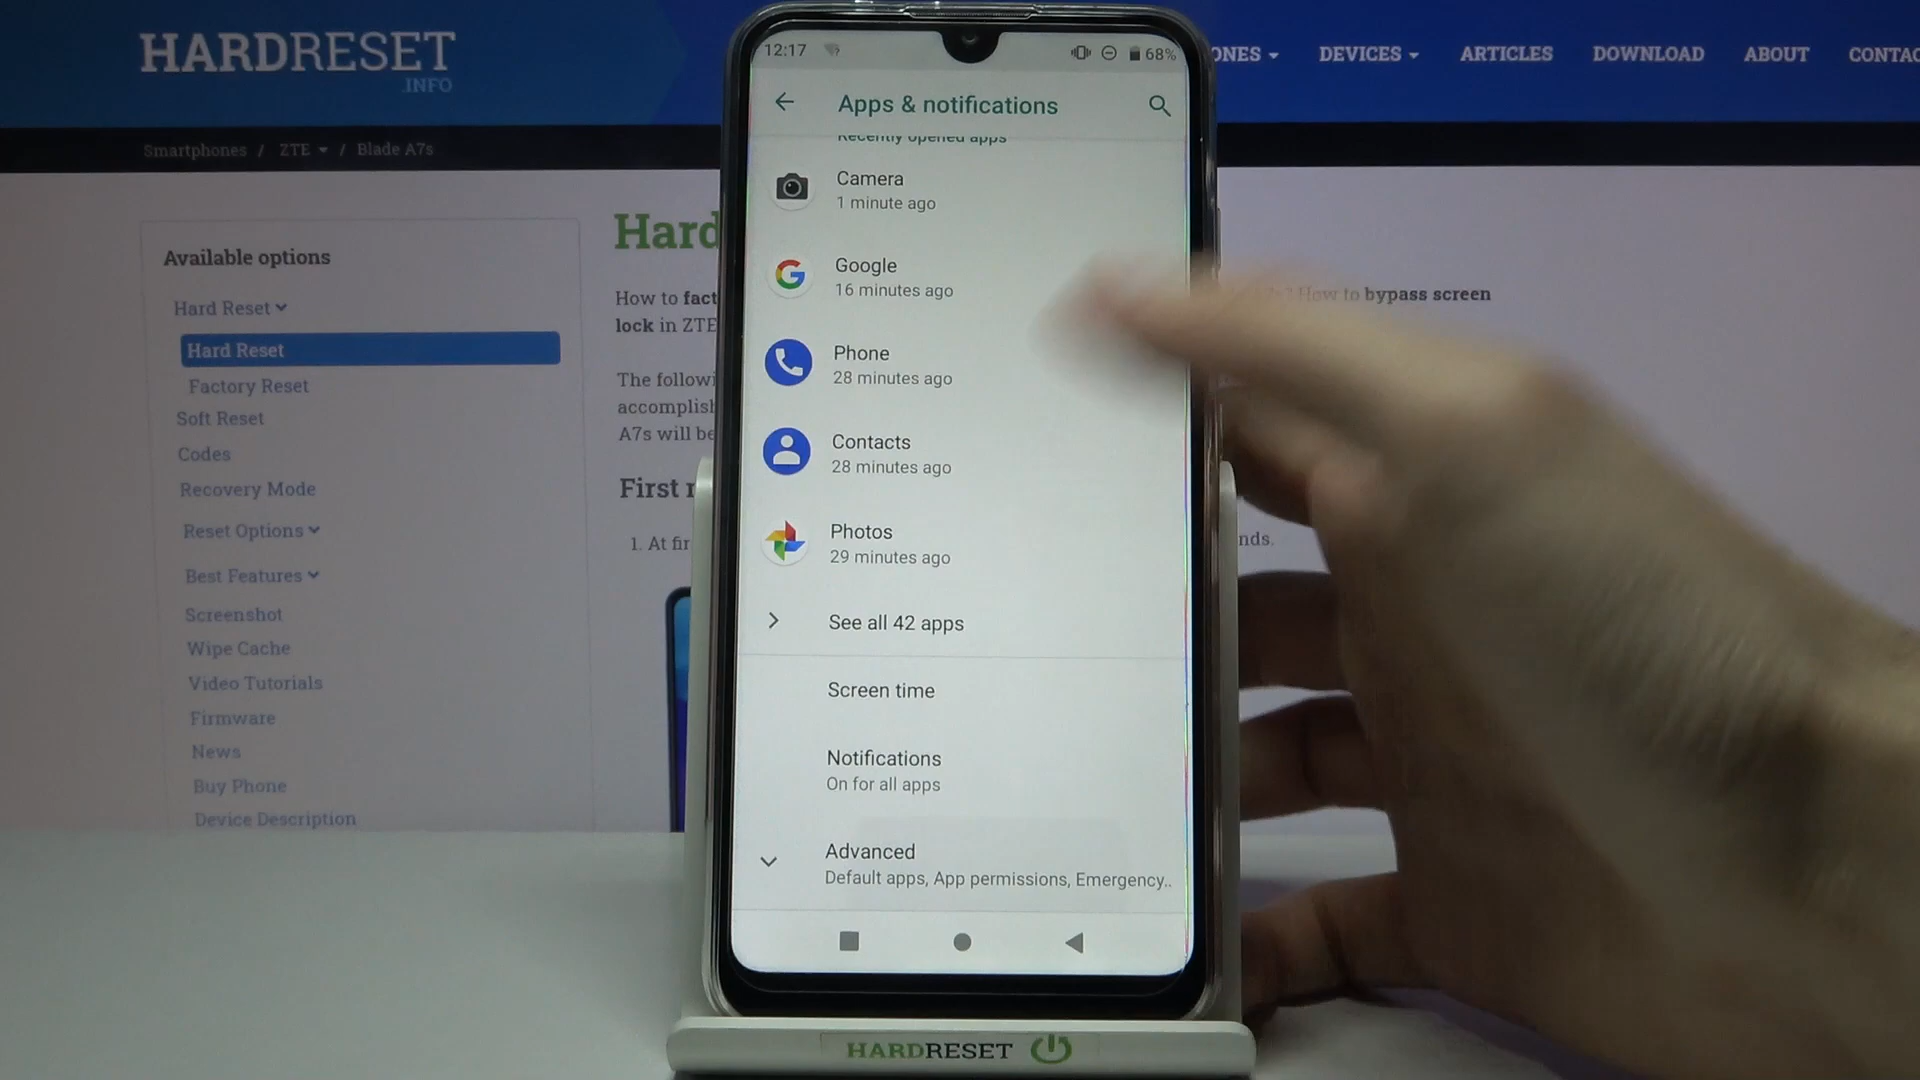 HARDRESET
.INFO
ONES
DEVICES
ARTICLES
DOWNLOAD
ABOUT
CONTAC
Smartphones / ZTE / Blade A7s
Available options
Hard Reset
Hard Reset
Factory Reset
Soft Reset
Codes
Recovery Mode
Reset Options
Best Features
Screenshot
Wipe Cache
Video Tutorials
Firmware
News
Buy Phone
Device Description
Hard
How to fact
lock in ZTE
The followi
accomplish
A7s will be
First
1. At fir
How to bypass screen
nds.
12:17
68%
Apps & notifications
Recently opened apps
Camera
1 minute ago
Google
16 minutes ago
Phone
28 minutes ago
Contacts
28 minutes ago
Photos
29 minutes ago
See all 42 apps
Screen time
Notifications
On for all apps
Advanced
Default apps, App permissions, Emergency..
HARDRESET